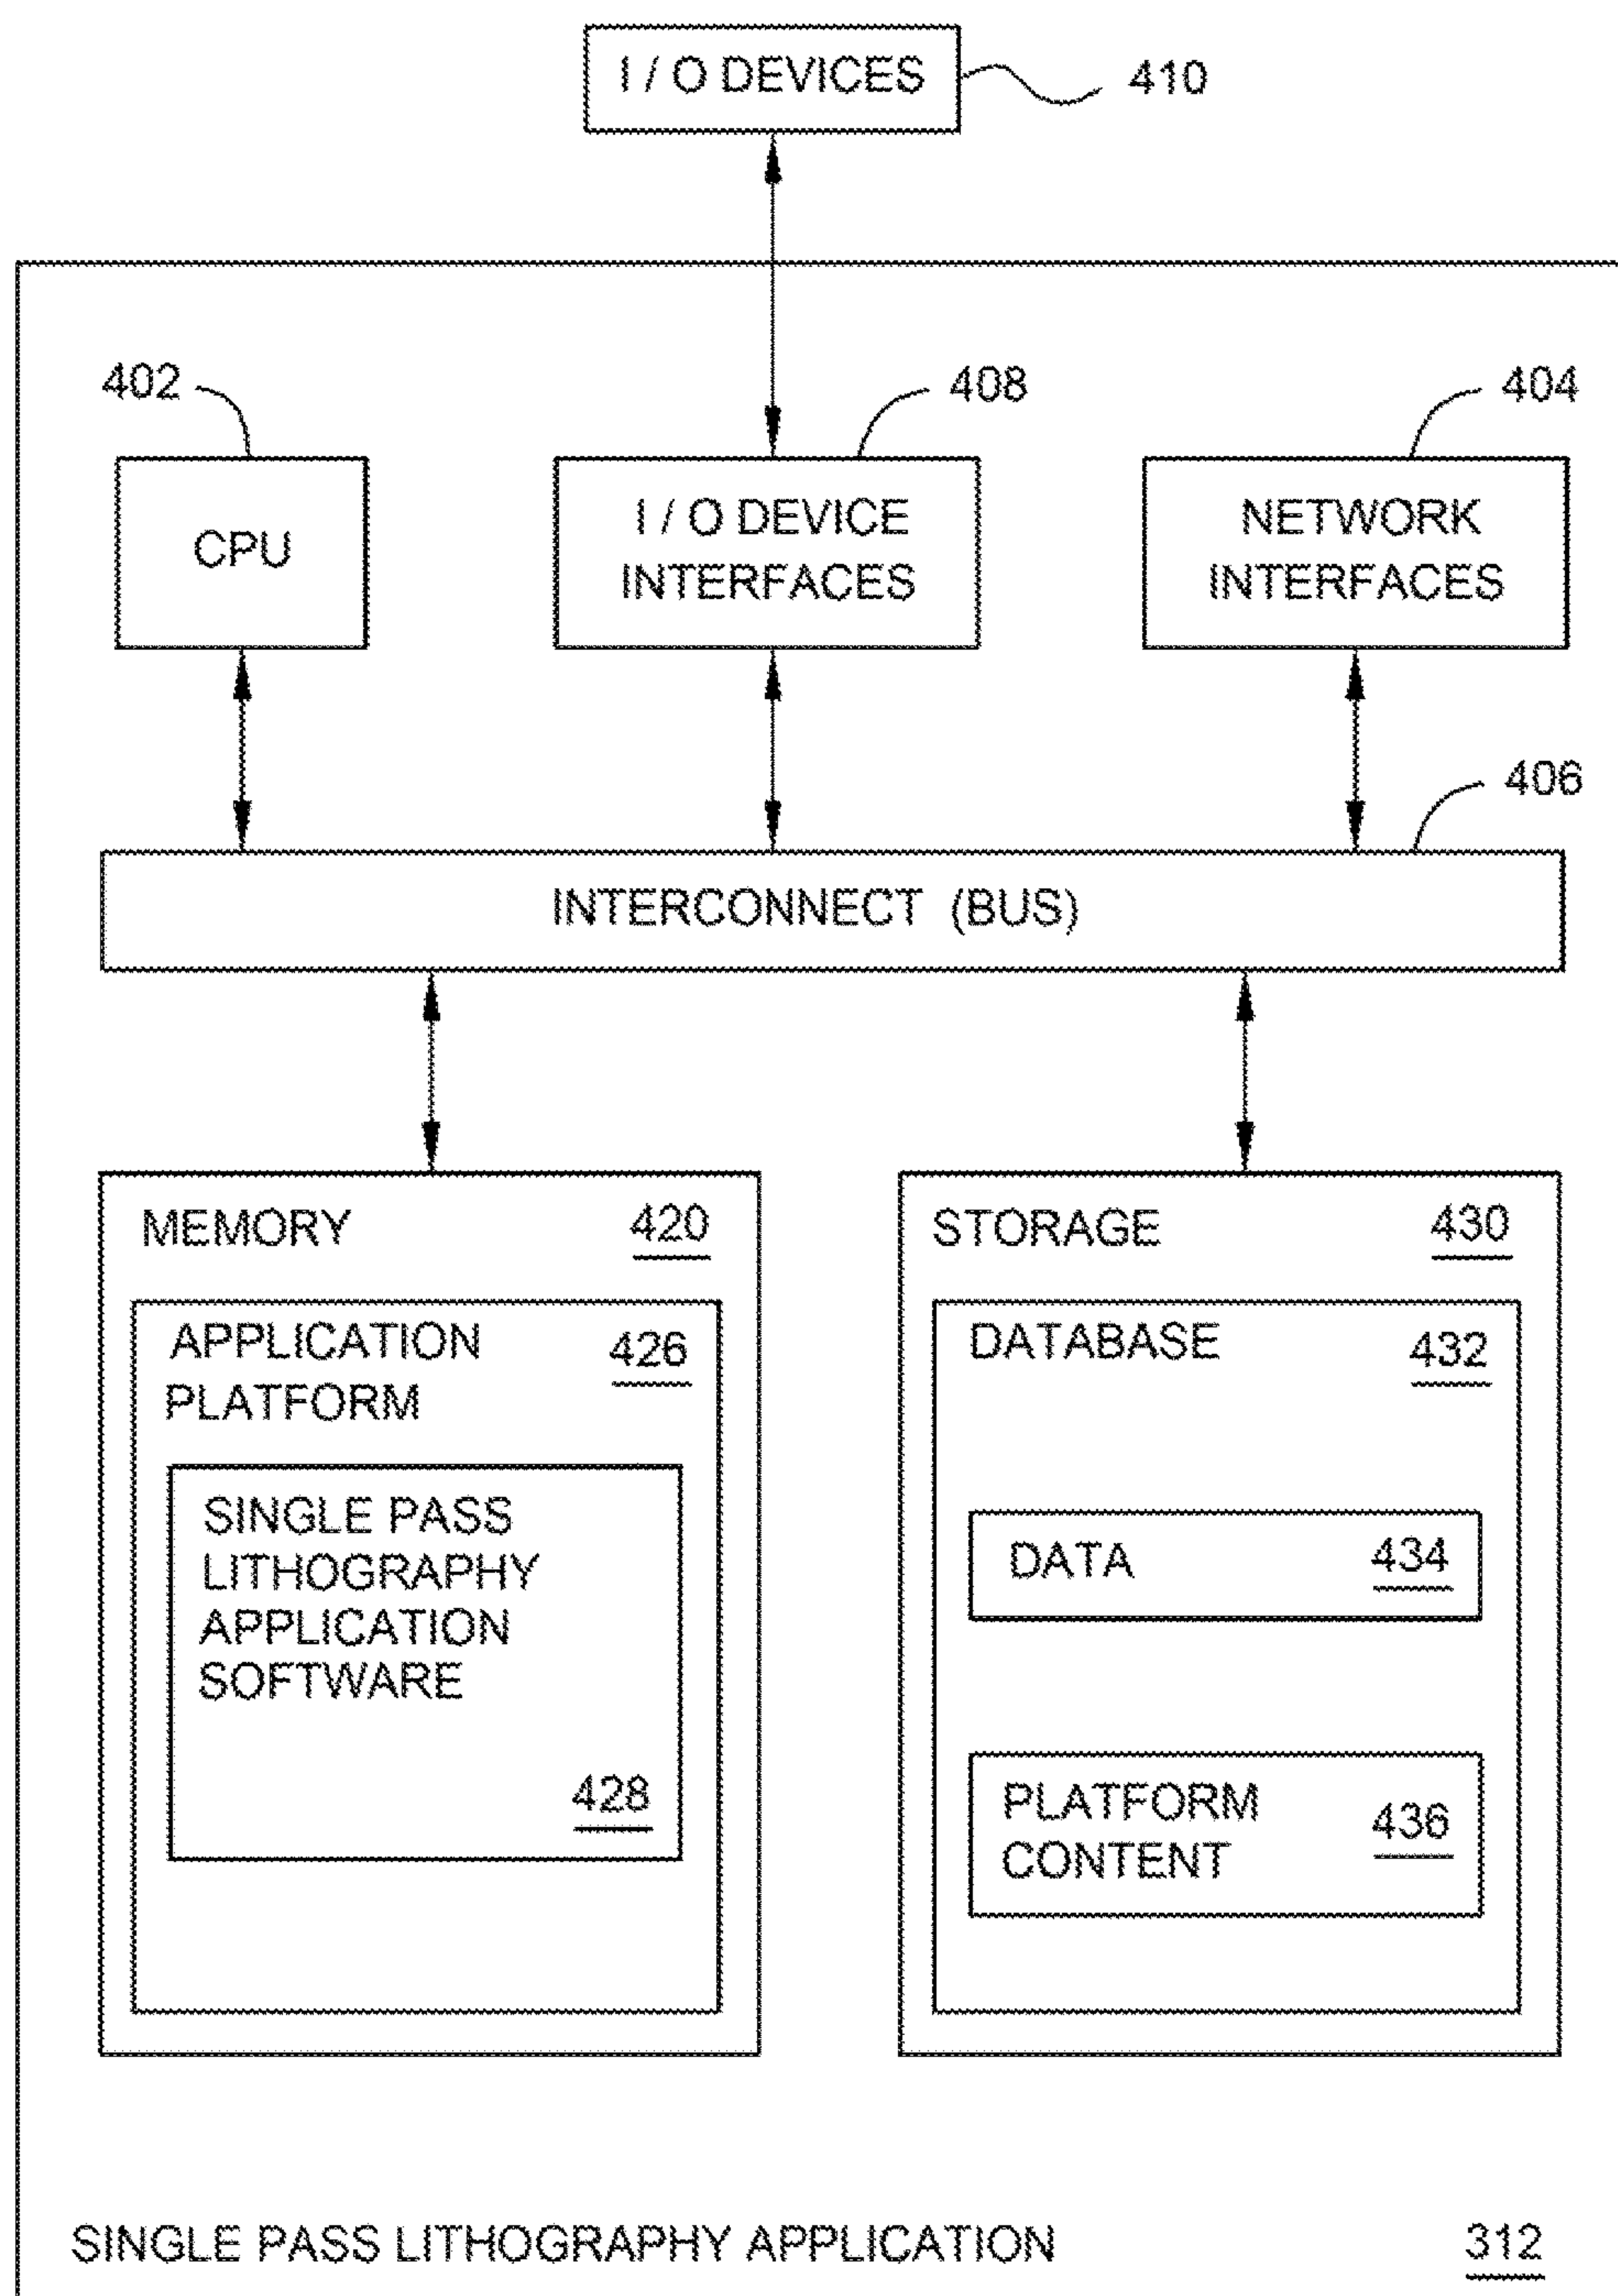 I / O DEVICES
410
402
408
404
CPU
I / O DEVICE
INTERFACES
NETWORK
INTERFACES
406
INTERCONNECT (BUS)
MEMORY 420
APPLICATION
PLATFORM
426
SINGLE PASS
LITHOGRAPHY
APPLICATION
SOFTWARE
428
STORAGE 430
DATABASE 432
DATA 434
PLATFORM
CONTENT
436
SINGLE PASS LITHOGRAPHY APPLICATION 312